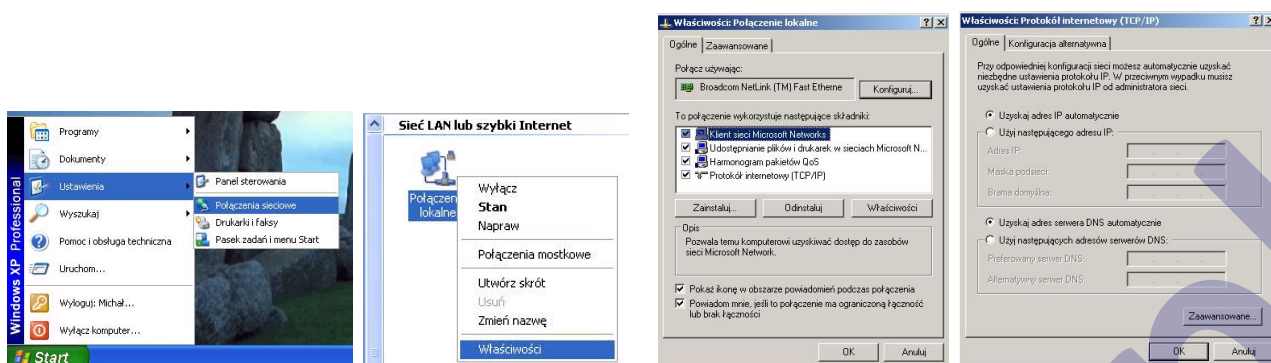 Windows XP Professional
Programy
Dokumenty
Ustawienia
Wyszukaj
Pomoc i obsługa techniczna
Uruchom...
Wyloguj: Michał...
Wyłącz komputer...
Start
Panel sterowania
Połączenia sieciowe
Drukarki i faksy
Pasek zadań i menu Start
Sieć LAN lub szybki Internet
Połączen
lokalne
Wyłącz
Stan
Napraw
Połączenia mostkowe
Utwórz skrót
Usuń
Zmień nazwę
Właściwości
Właściwości: Połączenie lokalne
Ogólne
Zaawansowane
Połącz używając:
Broadcom NetLink (TM) Fast Etherne
Konfiguruj...
To połączenie wykorzystuje następujące składniki:
Klient sieci Microsoft Networks
Udostępnianie plików i drukarek w sieciach Microsoft N...
Harmonogram pakietów QoS
Protokół internetowy (TCP/IP)
Zainstaluj...
Odinstaluj
Właściwości
Opis
Pozwala temu komputerowi uzyskiwać dostęp do zasobów
sieci Microsoft Network.
Pokaż ikonę w obszarze powiadomień podczas połączenia
Powiadom mnie, jeśli to połączenie ma ograniczoną łączność
lub brak łączności
OK
Anuluj
Właściwości: Protokół internetowy (TCP/IP)
Ogólne
Konfiguracja alternatywna
Przy odpowiedniej konfiguracji sieci możesz automatycznie uzyskać
niezbędne ustawienia protokołu IP. W przeciwnym wypadku musisz
uzyskać ustawienia protokołu IP od administratora sieci.
Uzyskaj adres IP automatycznie
Użyj następującego adresu IP:
Adres IP:
Maska podsieci:
Brama domyślna:
Uzyskaj adres serwera DNS automatycznie
Użyj następujących adresów serwerów DNS:
Preferowany serwer DNS:
Alternatywny serwer DNS:
Zaawansowane...
OK
Anuluj